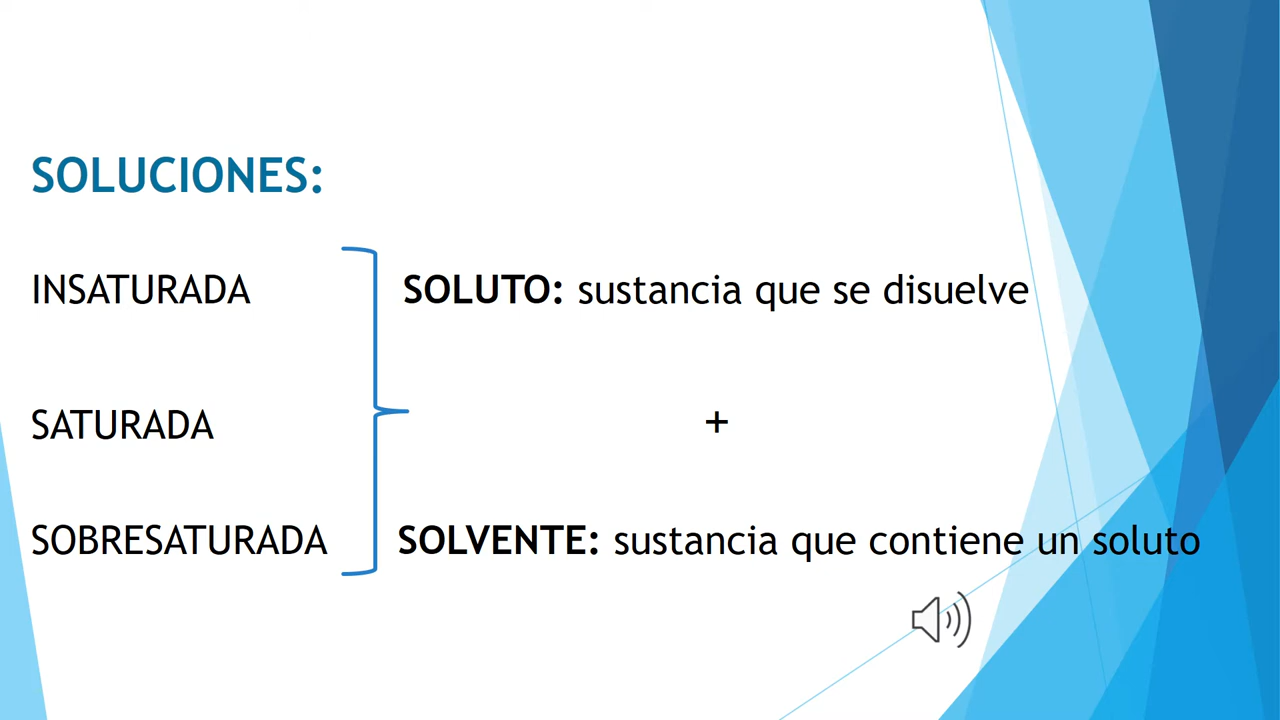 SOLUCIONES:
INSATURADA
SOLUTO: sustancia que se disuelve
SATURADA
+
SOBRESATURADA
SOLVENTE: sustancia que contiene un soluto